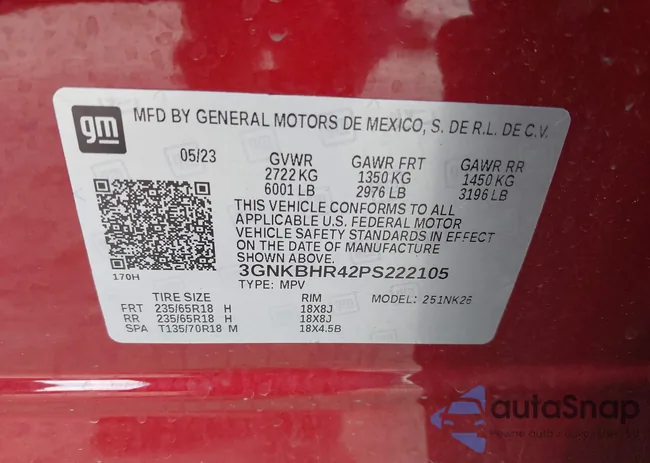 gm
MFD BY GENERAL MOTORS DE MEXICO, S. DE R.L. DE C.V.
05/23 GVWR GAWR FRT GAWR RR
2722 KG 1350 KG 1450 KG
6001 LB 2976 LB 3196 LB
THIS VEHICLE CONFORMS TO ALL
APPLICABLE U.S. FEDERAL MOTOR
VEHICLE SAFETY STANDARDS IN EFFECT
ON THE DATE OF MANUFACTURE
SHOWN ABOVE.
170H 3GNKBHR42PS222105
TYPE: MPV MODEL: 251NK26
TIRE SIZE RIM
FRT 235/65R18 H 18X8J
RR 235/65R18 H 18X8J
SPA T135/70R18 M 18X4.5B
autoSnap